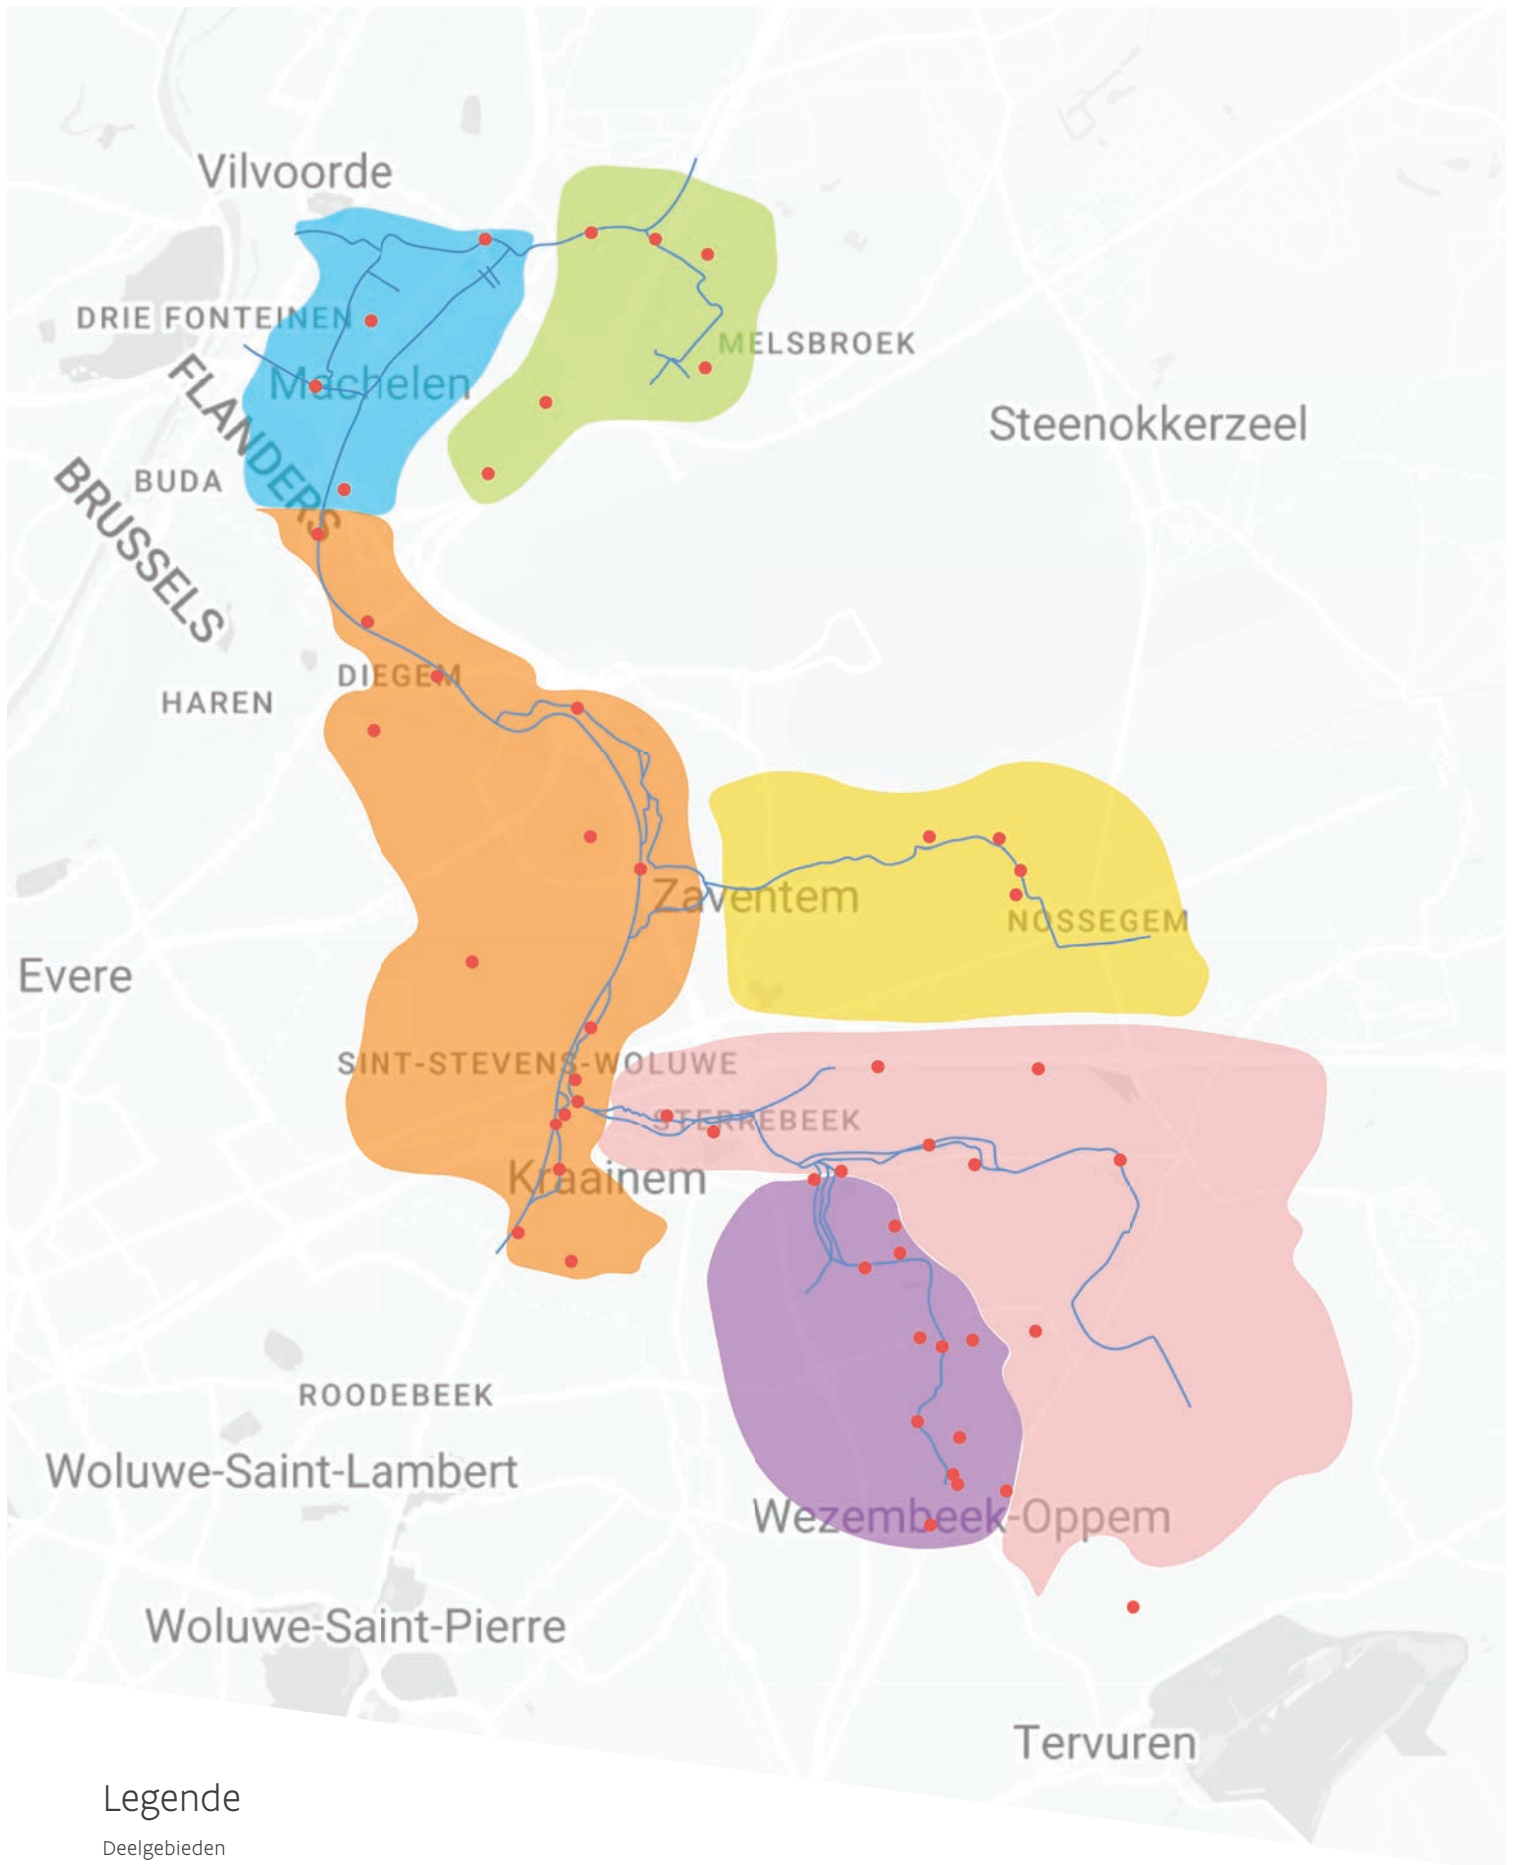 Vilvoorde
DRIE FONTEINEN
MELSBROEK
FLANDERS
Machelen
Steenokkerzeel
BUDA
BRUSSELS
DIEGEM
HAREN
Zaventem
NOSSEGEM
Evere
SINT-STEVENS-WOLUWE
STERREBEEK
Kraainem
ROODEBEEK
Woluwe-Saint-Lambert
Wezembeek-Oppem
Woluwe-Saint-Pierre
Tervuren
Legende
Deelgebieden